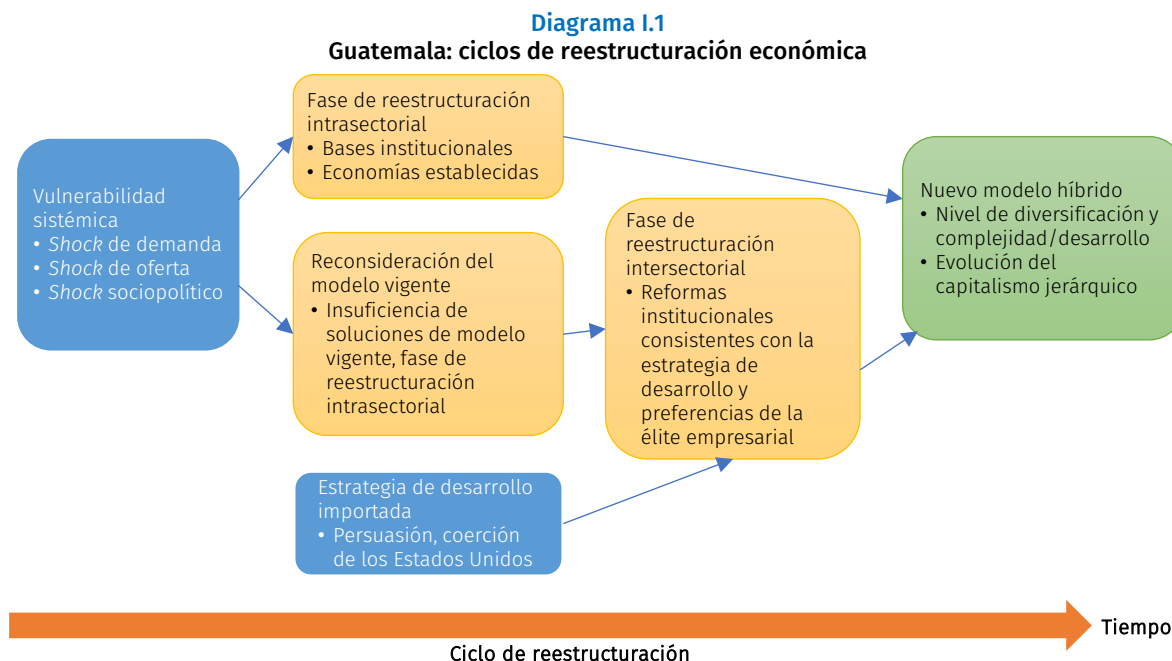 Diagrama I.1
Guatemala: ciclos de reestructuración económica
Vulnerabilidad
sistémica
• Shock de demanda
• Shock de oferta
• Shock sociopolítico
Fase de reestructuración
intrasectorial
• Bases institucionales
• Economías establecidas
Reconsideración del
modelo vigente
• Insuficiencia de
soluciones de modelo
vigente, fase de
reestructuración
intrasectorial
Estrategia de desarrollo
importada
• Persuasión, coerción
de los Estados Unidos
Fase de
reestructuración
intersectorial
• Reformas
institucionales
consistentes con la
estrategia de
desarrollo y
preferencias de la
élite empresarial
Nuevo modelo híbrido
• Nivel de diversificación y
complejidad/desarrollo
• Evolución del
capitalismo jerárquico
Tiempo
Ciclo de reestructuración